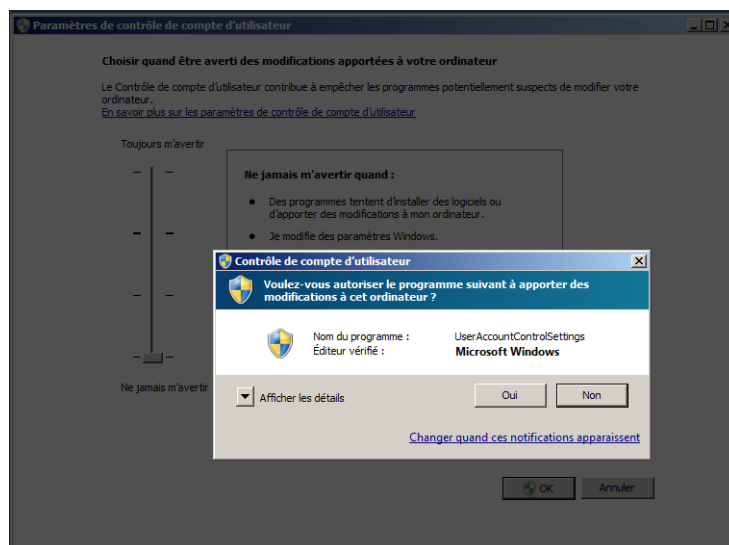 Paramètres de contrôle de compte d'utilisateur
Choisir quand être averti des modifications apportées à votre ordinateur
Le Contrôle de compte d'utilisateur contribue à empêcher les programmes potentiellement suspects de modifier votre
ordinateur.
En savoir plus sur les paramètres de contrôle de compte d'utilisateur
Toujours m'avertir
Ne jamais m'avertir quand :
Des programmes tentent d'installer des logiciels ou
d'apporter des modifications à mon ordinateur.
Je modifie des paramètres Windows.
Contrôle de compte d'utilisateur
Voulez-vous autoriser le programme suivant à apporter des
modifications à cet ordinateur ?
Nom du programme : UserAccountControlSettings
Éditeur vérifié : Microsoft Windows
Ne jamais m'avertir
Afficher les détails
Oui
Non
Changer quand ces notifications apparaissent
OK
Annuler